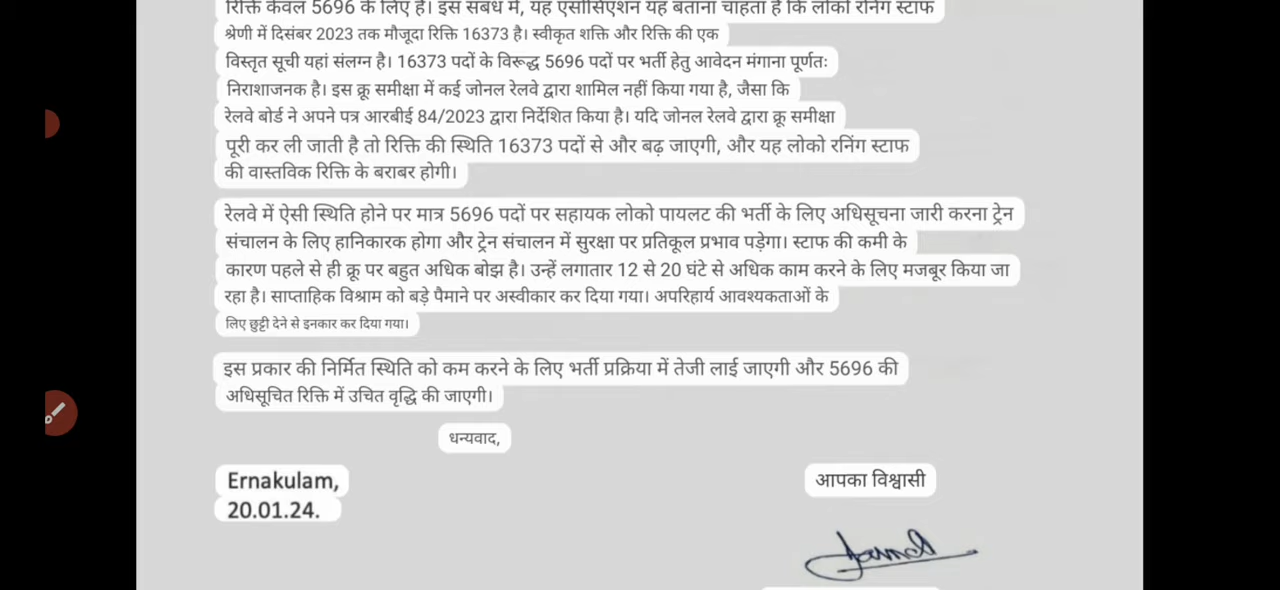 रिक्ति केवल 5696 के लिए है। इस संबंध में, यह एसोसिएशन यह बताना चाहता है कि लोको रनिंग स्टाफ
श्रेणी में दिसंबर 2023 तक मौजूदा रिक्ति 16373 है। स्वीकृत शक्ति और रिक्ति की एक
विस्तृत सूची यहां संलग्न है। 16373 पदों के विरूद्ध 5696 पदों पर भर्ती हेतु आवेदन मंगाना पूर्णतः
निराशाजनक है। इस क्रू समीक्षा में कई जोनल रेलवे द्वारा शामिल नहीं किया गया है, जैसा कि
रेलवे बोर्ड ने अपने पत्र आरबीई 84/2023 द्वारा निर्देशित किया है। यदि जोनल रेलवे द्वारा क्रू समीक्षा
पूरी कर ली जाती है तो रिक्ति की स्थिति 16373 पदों से और बढ़ जाएगी, और यह लोको रनिंग स्टाफ
की वास्तविक रिक्ति के बराबर होगी।
रेलवे में ऐसी स्थिति होने पर मात्र 5696 पदों पर सहायक लोको पायलट की भर्ती के लिए अधिसूचना जारी करना ट्रेन
संचालन के लिए हानिकारक होगा और ट्रेन संचालन में सुरक्षा पर प्रतिकूल प्रभाव पड़ेगा। स्टाफ की कमी के
कारण पहले से ही क्रू पर बहुत अधिक बोझ है। उन्हें लगातार 12 से 20 घंटे से अधिक काम करने के लिए मजबूर किया जा
रहा है। साप्ताहिक विश्राम को बड़े पैमाने पर अस्वीकार कर दिया गया। अपरिहार्य आवश्यकताओं के
लिए छुट्टी देने से इनकार कर दिया गया।
इस प्रकार की निर्मित स्थिति को कम करने के लिए भर्ती प्रक्रिया में तेजी लाई जाएगी और 5696 की
अधिसूचित रिक्ति में उचित वृद्धि की जाएगी।
धन्यवाद,
Ernakulam,
20.01.24.
आपका विश्वासी